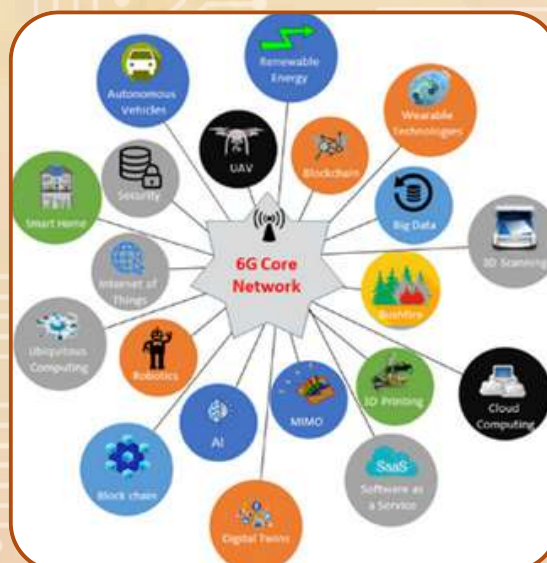 Renewable
Energy
Autonomous
Vehicles
Wearable
Technologies
UAV
Blockchain
Security
Smart Home
Big Data
3D Scanning
6G Core
Network
Internet of
Things
Bushfire
Ubiquitous
Computing
Robotics
3D Printing
Cloud
Computing
AI
MIMO
Block chain
SaaS
Software as
a Service
Digital Twins